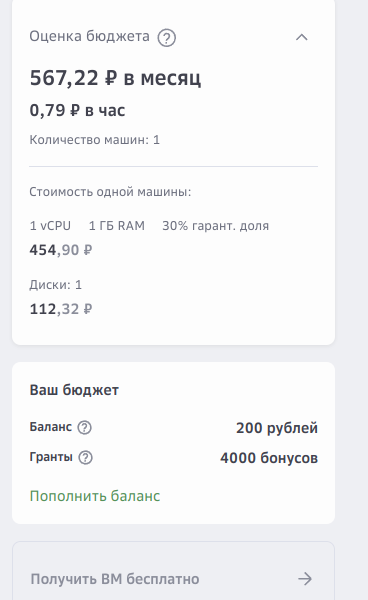 Оценка бюджета
567,22 ₽ в месяц
0,79 ₽ в час
Количество машин: 1
Стоимость одной машины:
1 vCPU 1 ГБ RAM 30% гарант. доля
454,90 ₽
Диски: 1
112,32 ₽
Ваш бюджет
Баланс 200 рублей
Гранты 4000 бонусов
Пополнить баланс
Получить ВМ бесплатно